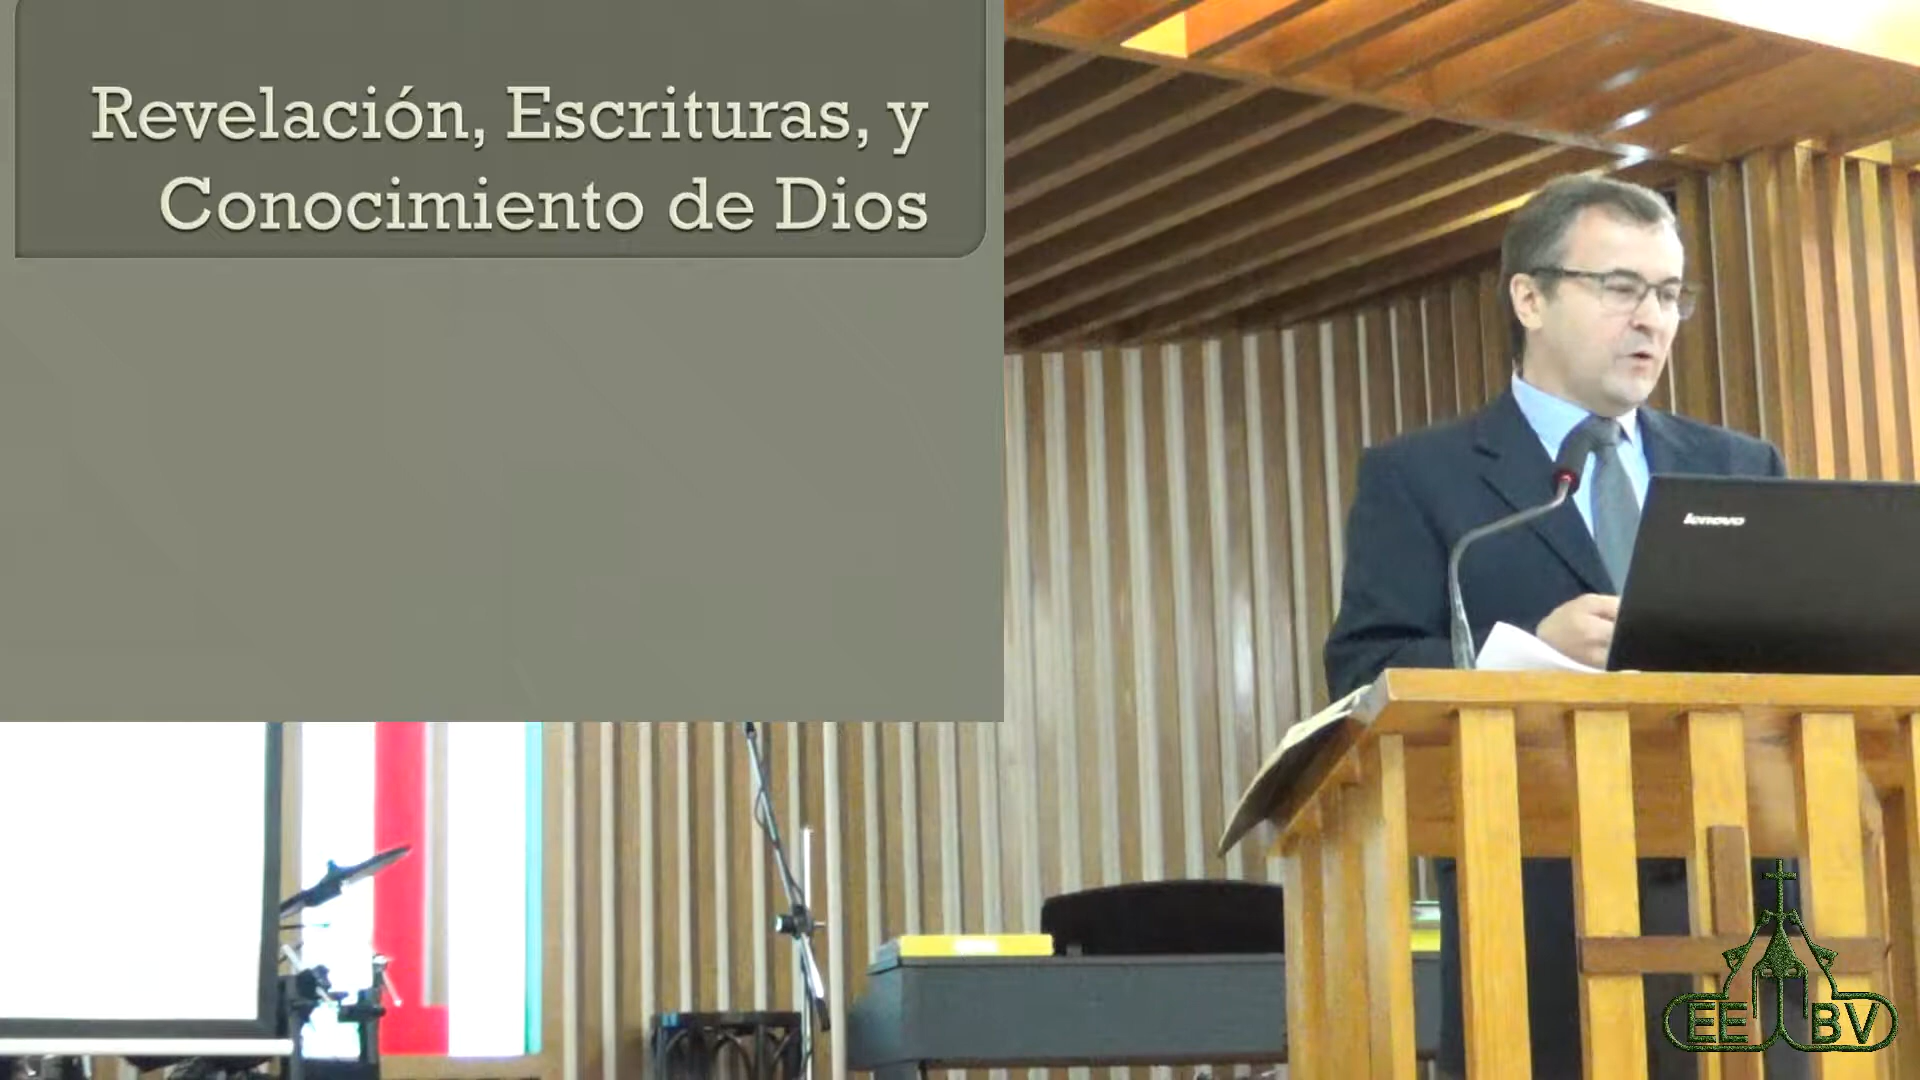 Revelación, Escrituras, y
Conocimiento de Dios
lenovo
EE BV